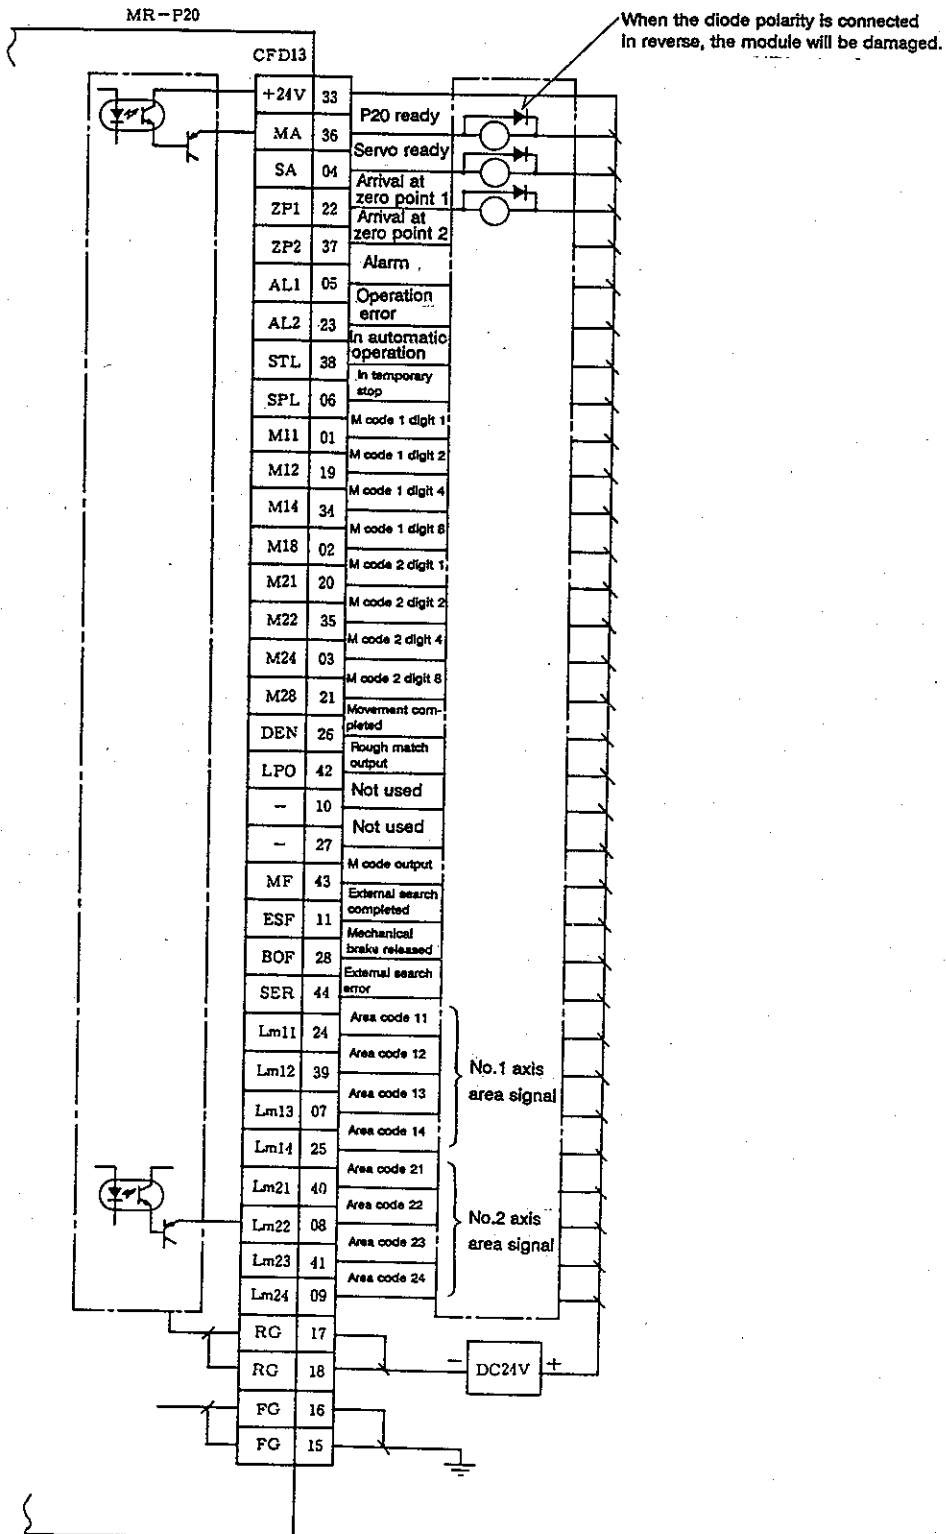 MR-P20
When the diode polarity is connected
in reverse, the module will be damaged.
CFD13
+24V 33
P20 ready
MA 36
Servo ready
SA 04
Arrival at
zero point 1
ZP1 22
Arrival at
zero point 2
ZP2 37
Alarm
AL1 05
Operation
error
AL2 23
In automatic
operation
STL 38
In temporary
stop
SPL 06
M code 1 digit 1
M11 01
M code 1 digit 2
M12 19
M code 1 digit 4
M14 34
M code 1 digit 8
M18 02
M code 2 digit 1
M21 20
M code 2 digit 2
M22 35
M code 2 digit 4
M24 03
M code 2 digit 8
M28 21
Movement com-
pleted
DEN 26
Rough match
output
LPO 42
Not used
- 10
Not used
- 27
M code output
MF 43
External search
completed
ESF 11
Mechanical
brake released
BOF 28
External search
error
SER 44
Area code 11
Lm11 24
Area code 12
Lm12 39
Area code 13
Lm13 07
Area code 14
Lm14 25
No.1 axis
area signal
Area code 21
Lm21 40
Area code 22
Lm22 08
Area code 23
Lm23 41
Area code 24
Lm24 09
No.2 axis
area signal
RG 17
RG 18
- DC24V +
FG 16
FG 15